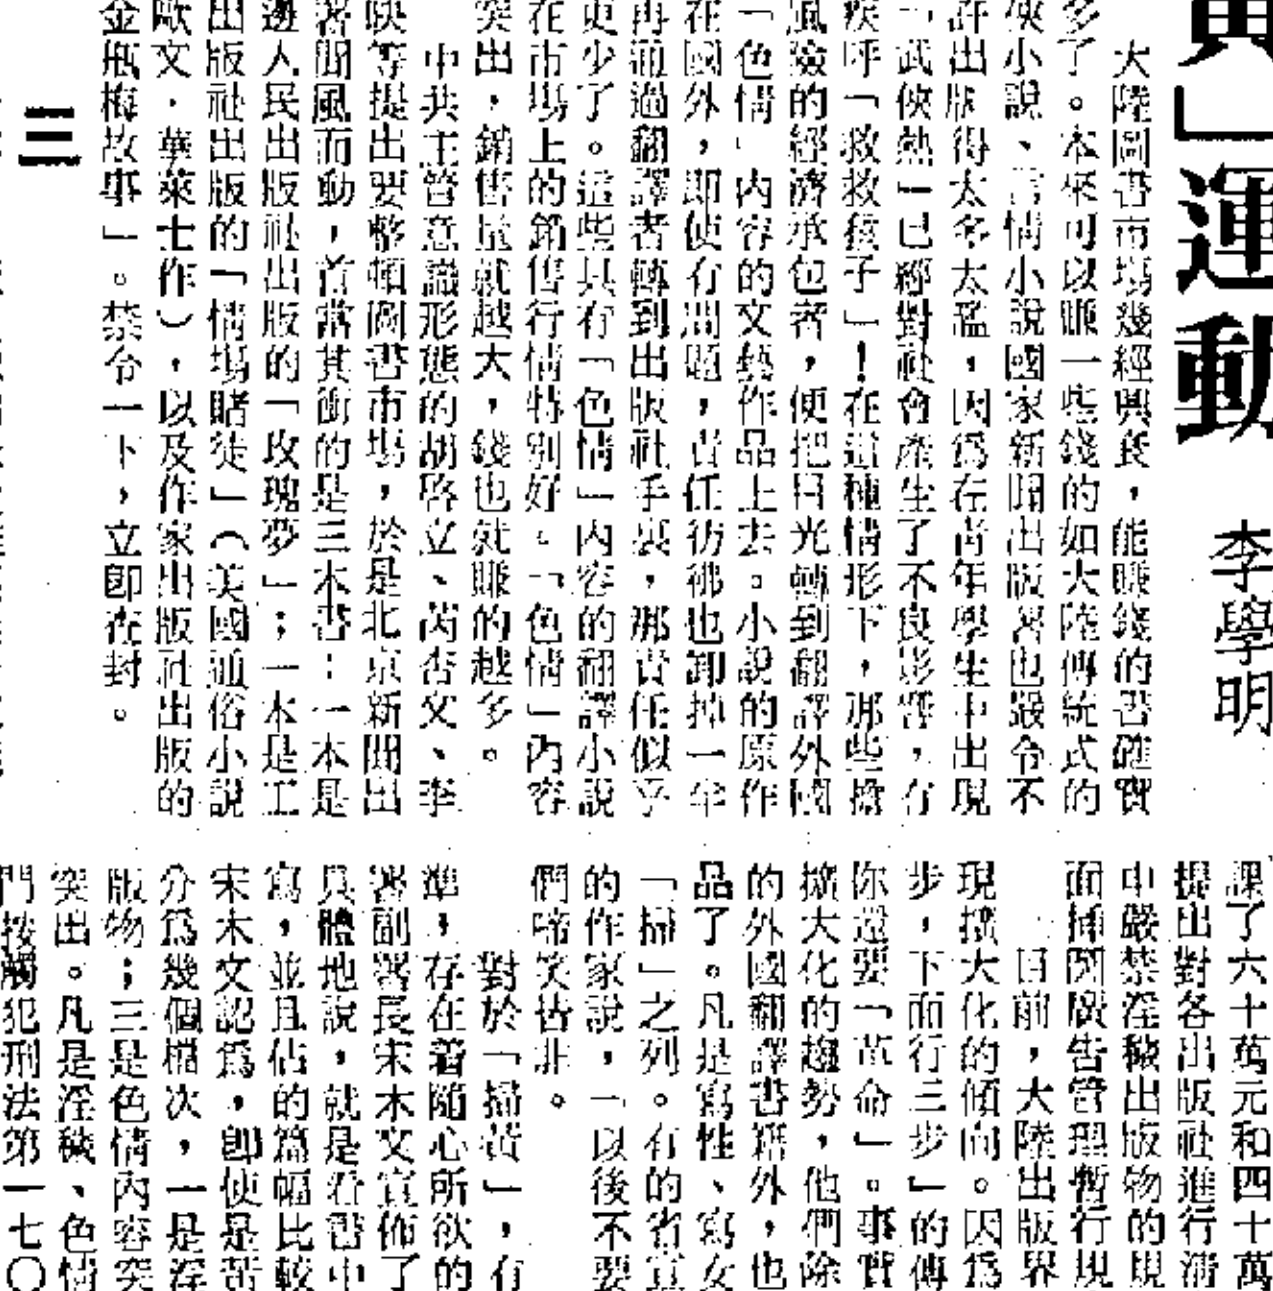 黃」運動
李學明
大陸圖書市場幾經興衰，能賺錢的書確實
多了。本來可以賺一些錢的如大陸傳統式的
俠小說、言情小說國家新聞出版署也嚴令不
許出版得太多太濫，因爲在青年學生中出現
「武俠熱」已經對社會產生了不良影響，有
疾呼「救救孩子」！在這種情形下，那些擔
風險的經濟承包者，便把目光轉到翻譯外國
「色情」內容的文藝作品上去。小說的原作
在國外，即使有問題，責任彷彿也卸掉一半
再通過翻譯者轉到出版社手裏，那責任似乎
更少了。這些具有「色情」內容的翻譯小說
在市場上的銷售行情特別好。「色情」內容
突出，銷售量就越大，錢也就賺的越多。
中共主管意識形態的胡啓立、芮杏文、李
映等提出要整頓圖書市場，於是北京新聞出
署聞風而動，首當其衝的是三本書：一本是
邊人民出版社出版的「玫瑰夢」；一本是工
出版社出版的「情場賭徒」（美國通俗小說
歐文．華萊士作），以及作家出版社出版的
金瓶梅故事」。禁令一下，立即查封。
三
課了六十萬元和四十萬
提出對各出版社進行清
中嚴禁淫穢出版物的規
面插圖廣告管理暫行規
目前，大陸出版界
現擴大化的傾向。因爲
步，下面行三步」的傳
你還要「革命」。事實
擴大化的趨勢，他們除
的外國翻譯書籍外，也
品了。凡是寫性、寫女
「掃」之列。有的省宣
的作家說，「以後不要
們啼笑皆非。
對於「掃黃」，有
準，存在着隨心所欲的
署副署長宋木文宣佈了
具體地說，就是看書中
寫，並且佔的篇幅比較
宋木文認爲，即使是苦
分爲幾個檔次，一是淫
版物；三是色情內容突
突出。凡是淫穢、色情
門按觸犯刑法第一七〇